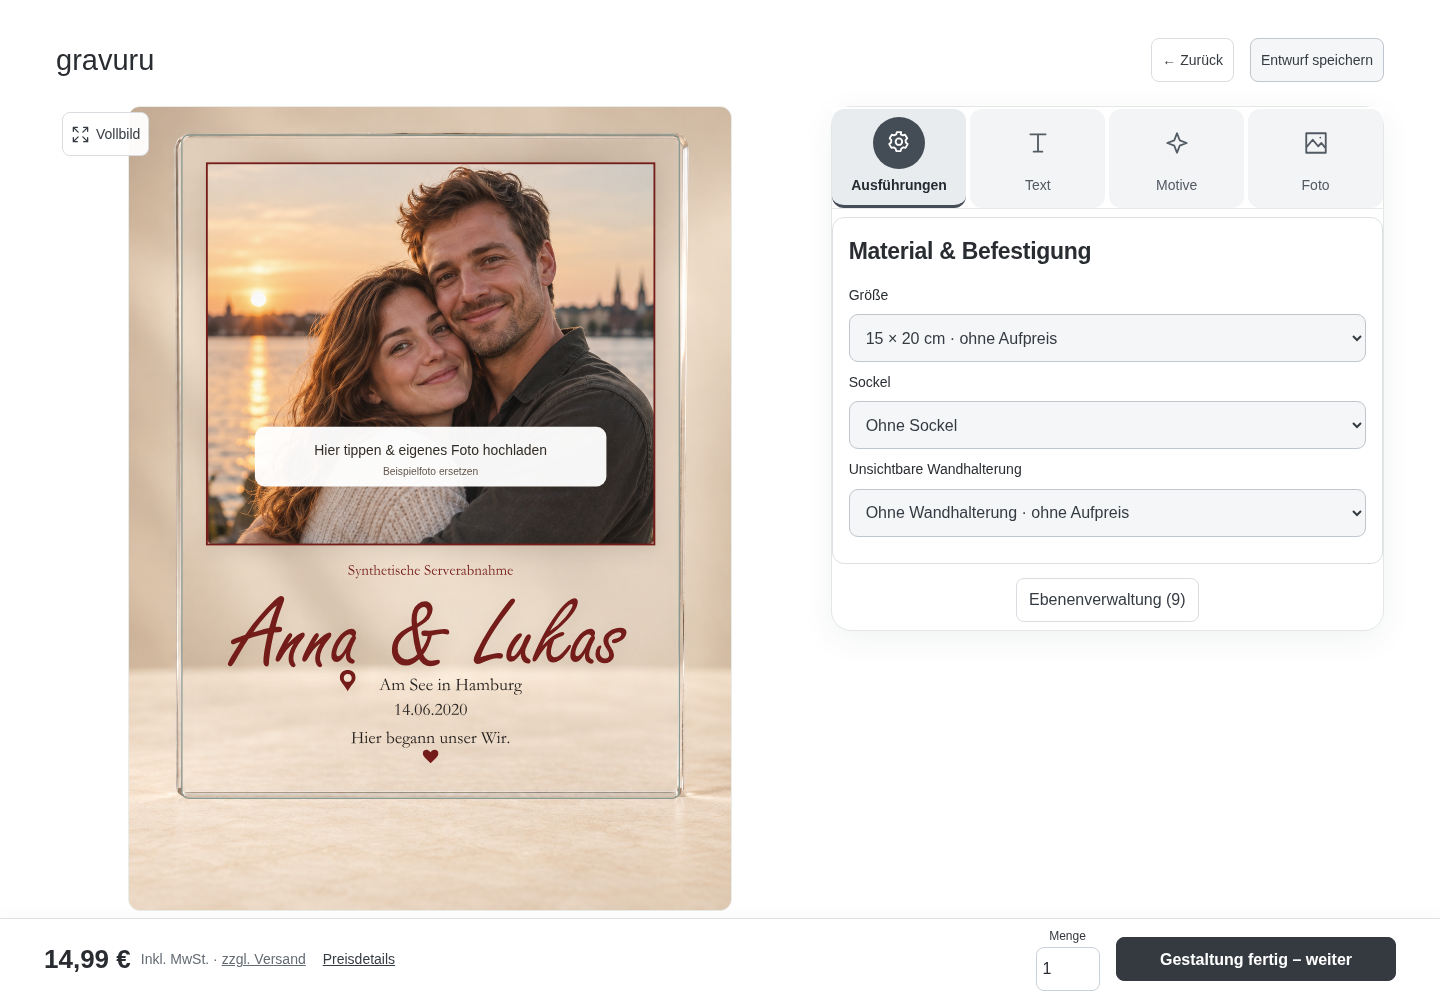 gravuru
← Zurück
Entwurf speichern
Vollbild
Ausführungen
Text
Motive
Foto
Material & Befestigung
Größe
15 × 20 cm · ohne Aufpreis
Sockel
Ohne Sockel
Unsichtbare Wandhalterung
Ohne Wandhalterung · ohne Aufpreis
Ebenenverwaltung (9)
Hier tippen & eigenes Foto hochladen
Beispielfoto ersetzen
Synthetische Serverabnahme
Anna & Lukas
Am See in Hamburg
14.06.2020
Hier begann unser Wir.
14,99 € Inkl. MwSt. · zzgl. Versand Preisdetails
Menge
1
Gestaltung fertig – weiter